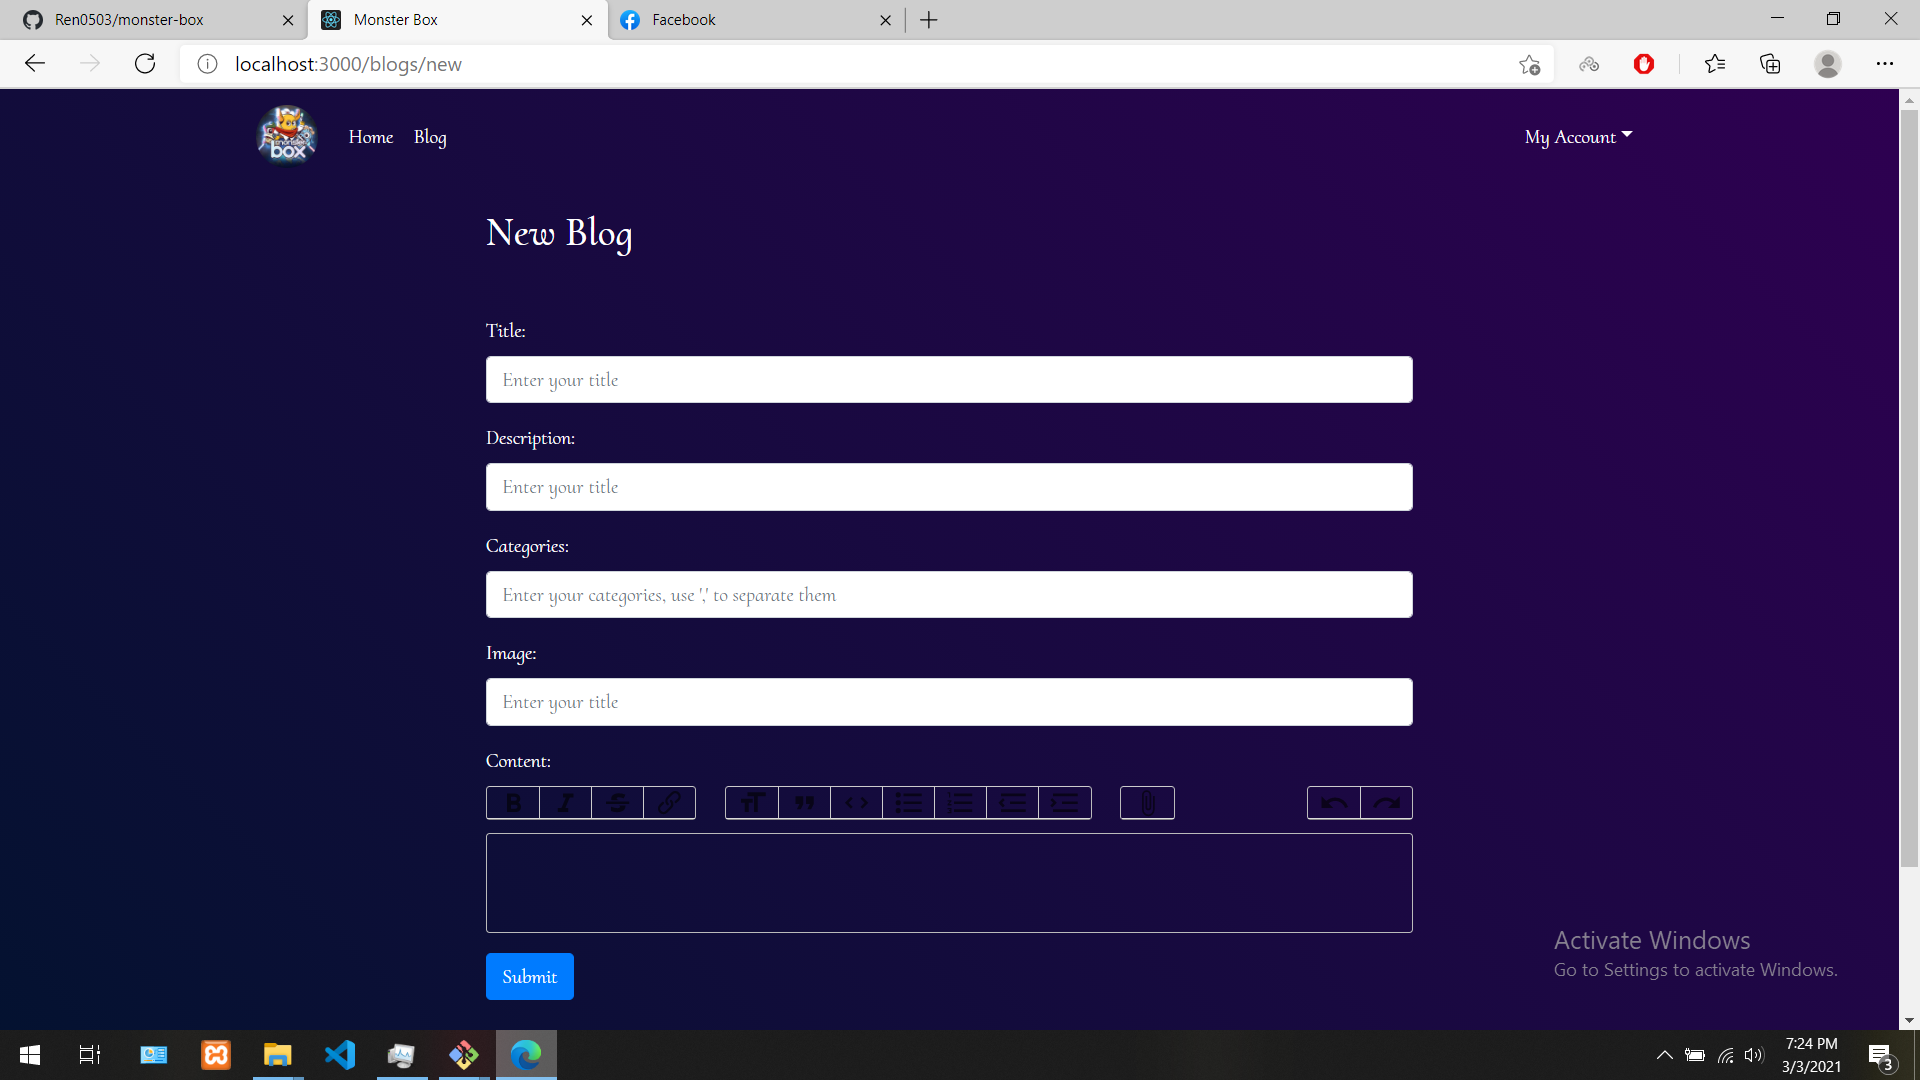 Ren0503/monster-box
Monster Box
Facebook
localhost:3000/blogs/new
monster
box
Home
Blog
My Account
New Blog
Title:
Enter your title
Description:
Enter your title
Categories:
Enter your categories, use ',' to separate them
Image:
Enter your title
Content:
Submit
Activate Windows
Go to Settings to activate Windows.
7:24 PM
3/3/2021
3